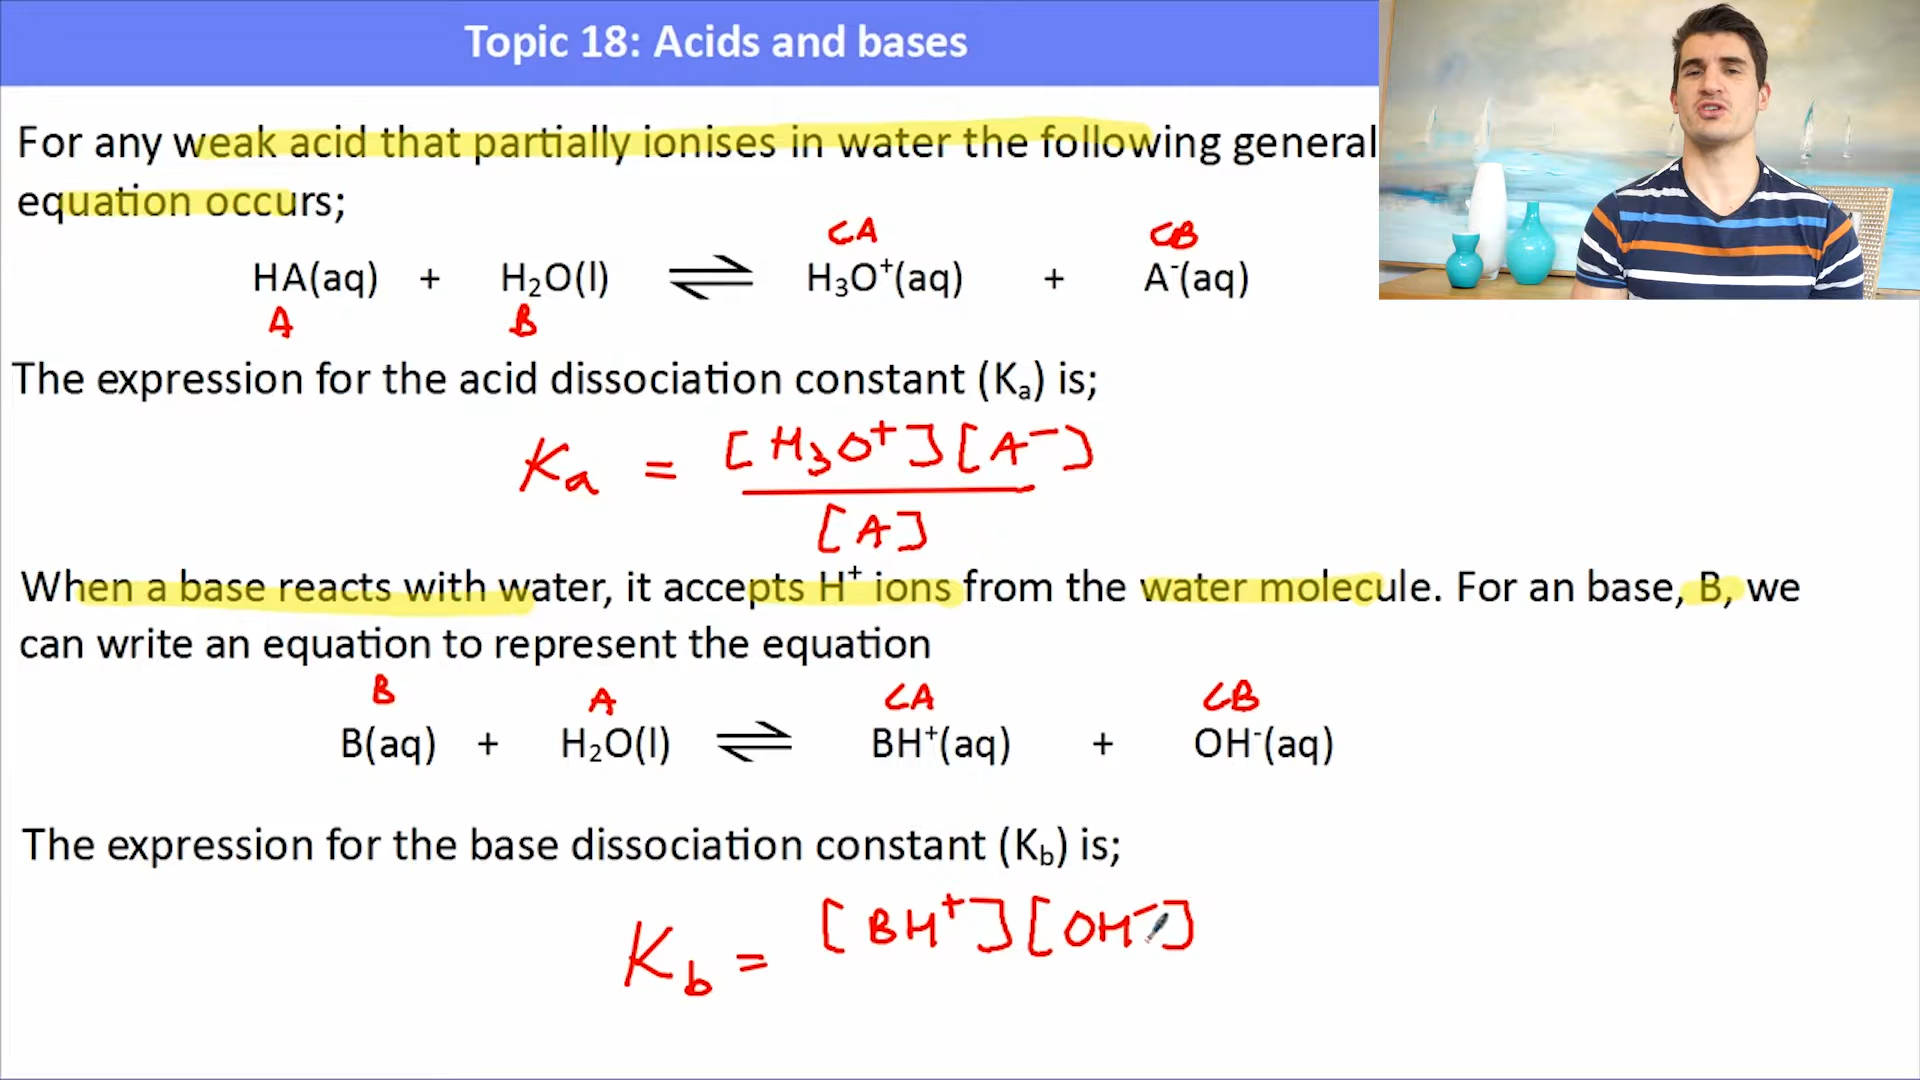 Topic 18: Acids and bases
For any weak acid that partially ionises in water the following general
equation occurs;
CA CB
HA(aq) + H₂O(l) ⇌ H₃O⁺(aq) + A⁻(aq)
A B
The expression for the acid dissociation constant (Kₐ) is;
Kₐ = [H₃O⁺][A⁻]
[A]
When a base reacts with water, it accepts H⁺ ions from the water molecule. For an base, B, we
can write an equation to represent the equation
B A CA CB
B(aq) + H₂O(l) ⇌ BH⁺(aq) + OH⁻(aq)
The expression for the base dissociation constant (K_b) is;
K_b = [BH⁺][OH⁻]